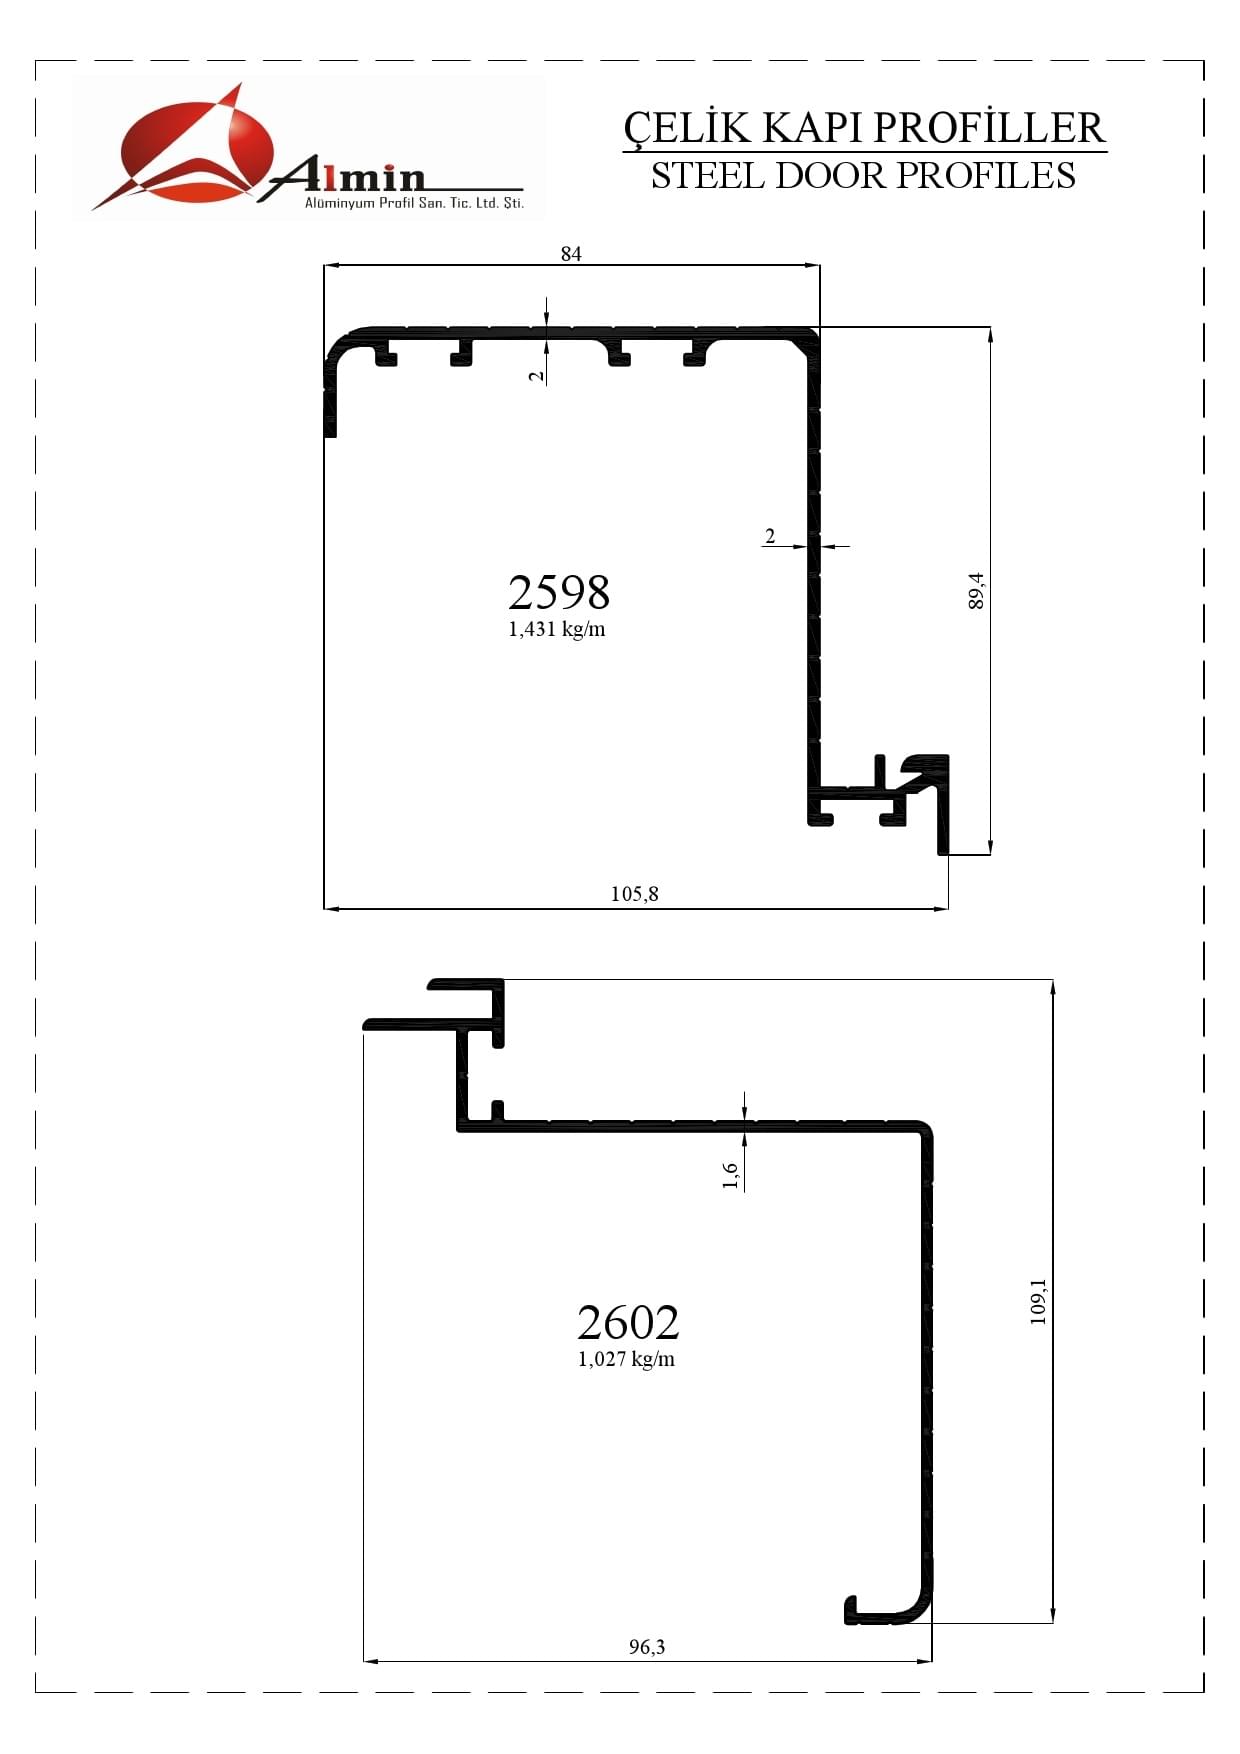 Almin
Alüminyum Profil San. Tic. Ltd. Şti.
ÇELİK KAPI PROFİLLER
STEEL DOOR PROFILES
84
2
2
89,4
2598
1,431 kg/m
105,8
1,6
109,1
2602
1,027 kg/m
96,3